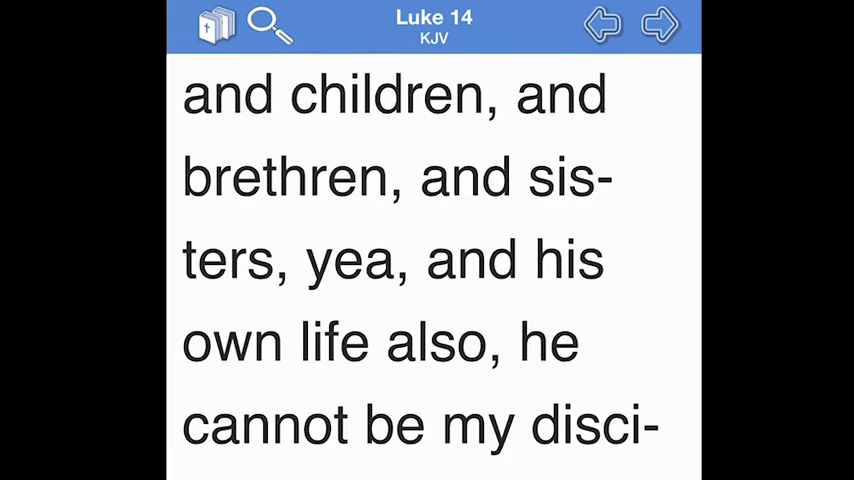 Luke 14
KJV
and children, and
brethren, and sis-
ters, yea, and his
own life also, he
cannot be my disci-